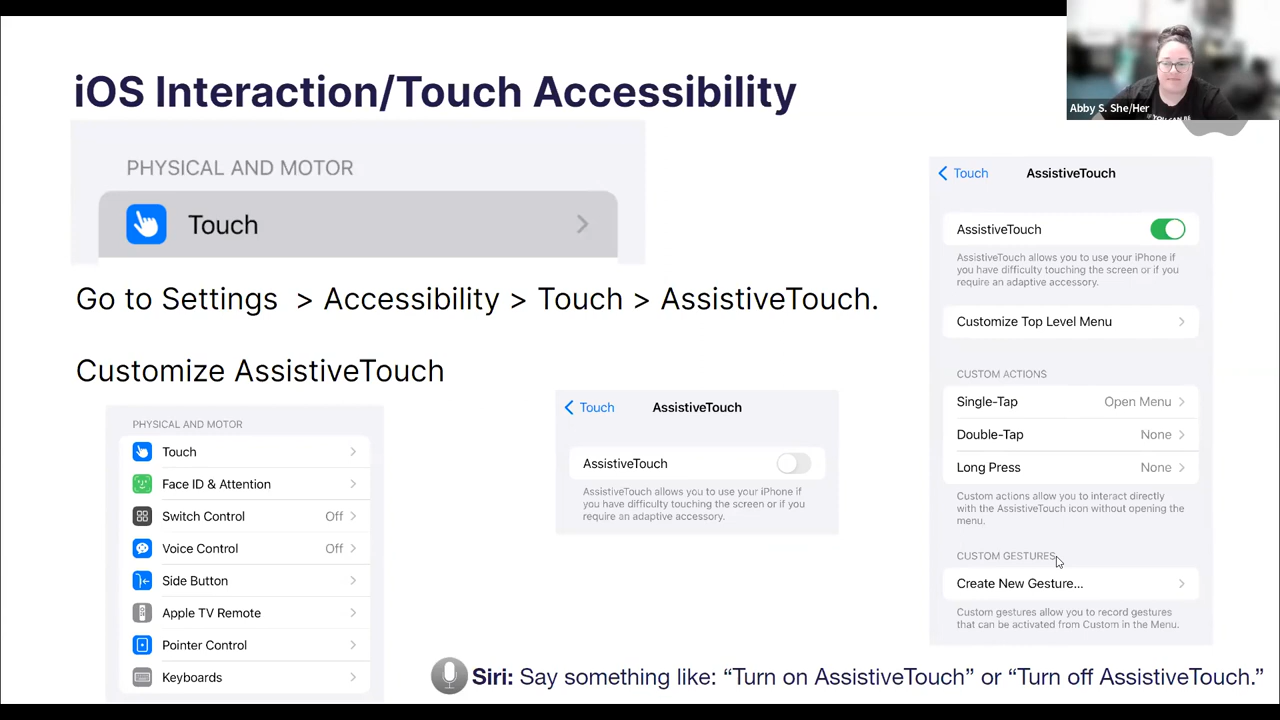 iOS Interaction/Touch Accessibility
Abby S. She/Her
YOU CAN BE
PHYSICAL AND MOTOR
Touch
Go to Settings > Accessibility > Touch > AssistiveTouch.
Customize AssistiveTouch
PHYSICAL AND MOTOR
Touch
Face ID & Attention
Switch Control Off
Voice Control Off
Side Button
Apple TV Remote
Pointer Control
Keyboards
Touch AssistiveTouch
AssistiveTouch
AssistiveTouch allows you to use your iPhone if
you have difficulty touching the screen or if you
require an adaptive accessory.
Touch AssistiveTouch
AssistiveTouch
AssistiveTouch allows you to use your iPhone if
you have difficulty touching the screen or if you
require an adaptive accessory.
Customize Top Level Menu
CUSTOM ACTIONS
Single-Tap Open Menu
Double-Tap None
Long Press None
Custom actions allow you to interact directly
with the AssistiveTouch icon without opening the
menu.
CUSTOM GESTURES
Create New Gesture...
Custom gestures allow you to record gestures
that can be activated from Custom in the Menu.
Siri: Say something like: “Turn on AssistiveTouch” or “Turn off AssistiveTouch.”